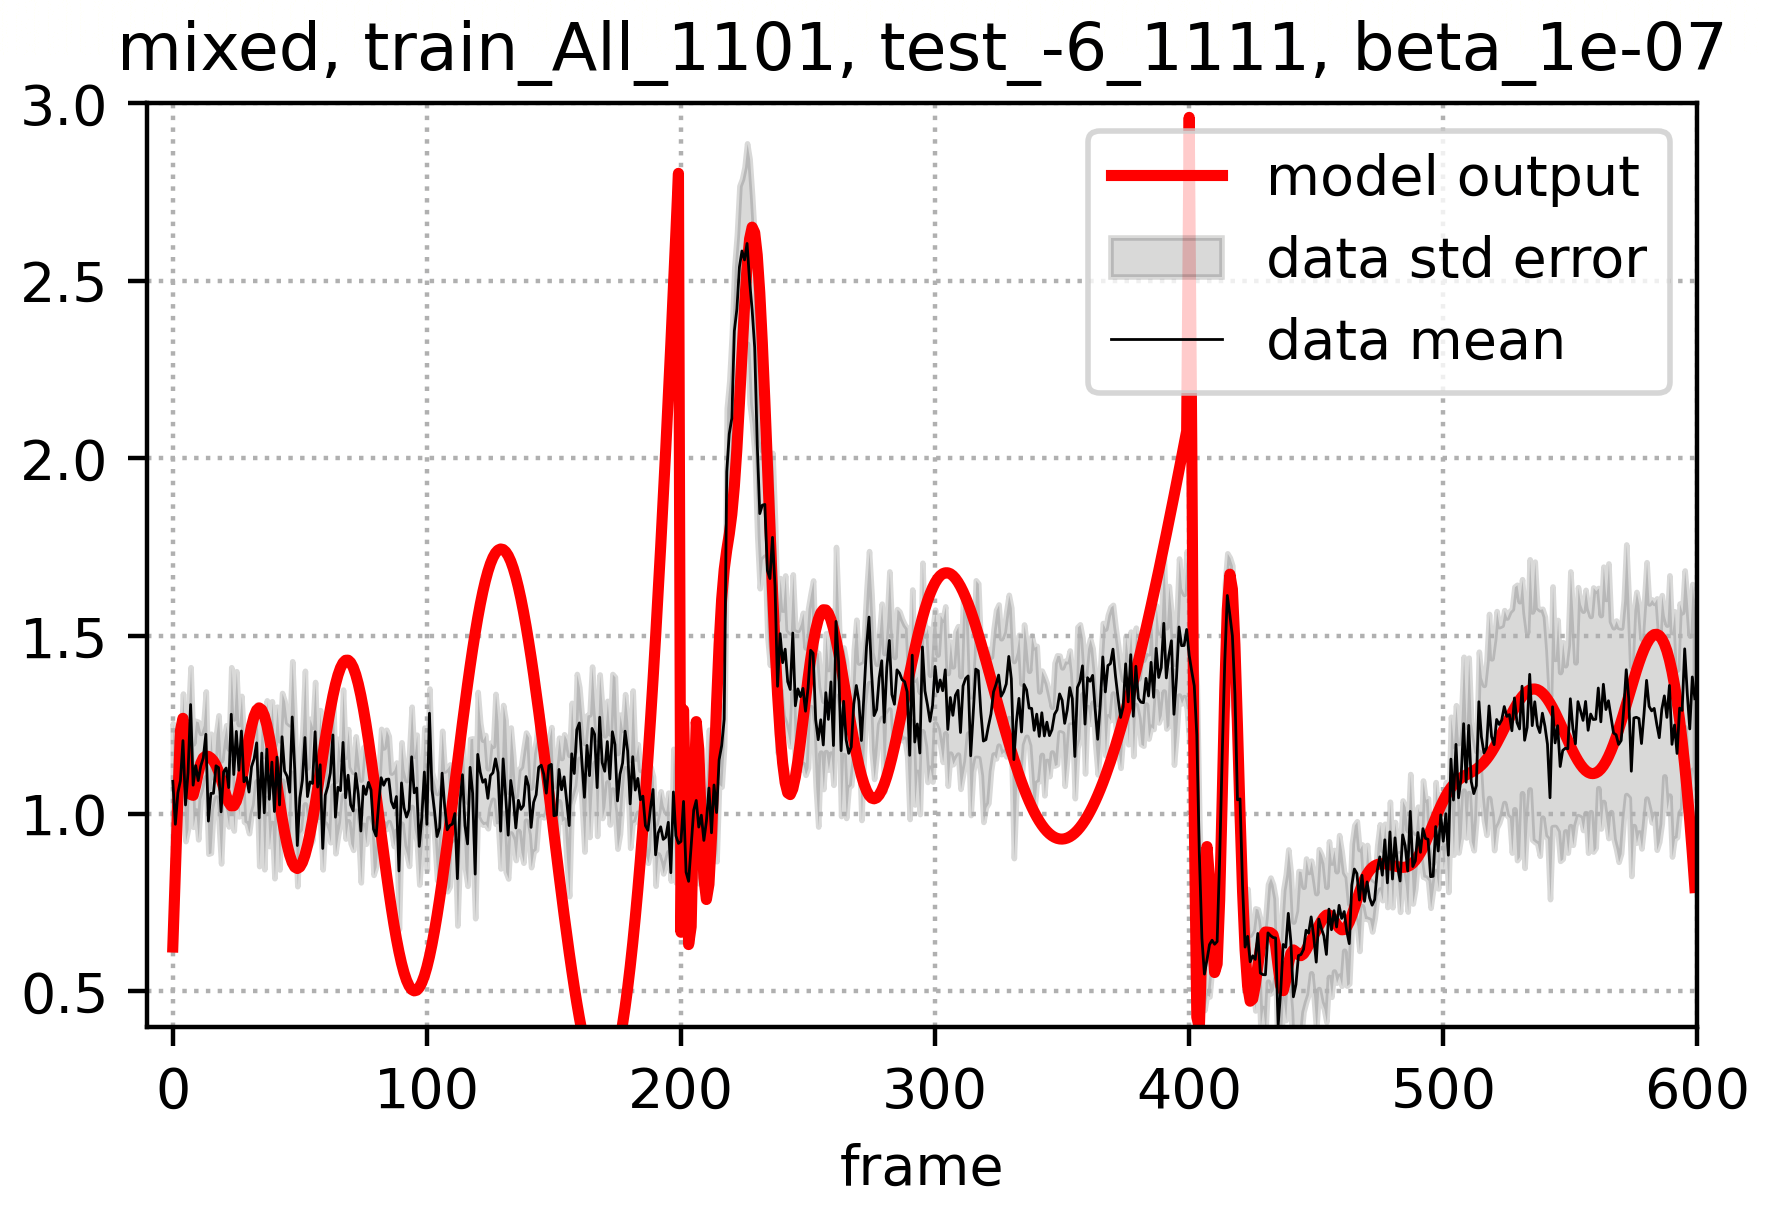 mixed, train_All_1101, test_-6_1111, beta_1e-07
3.0
2.5
2.0
1.5
1.0
0.5
model output
data std error
data mean
0 100 200 300 400 500 600
frame